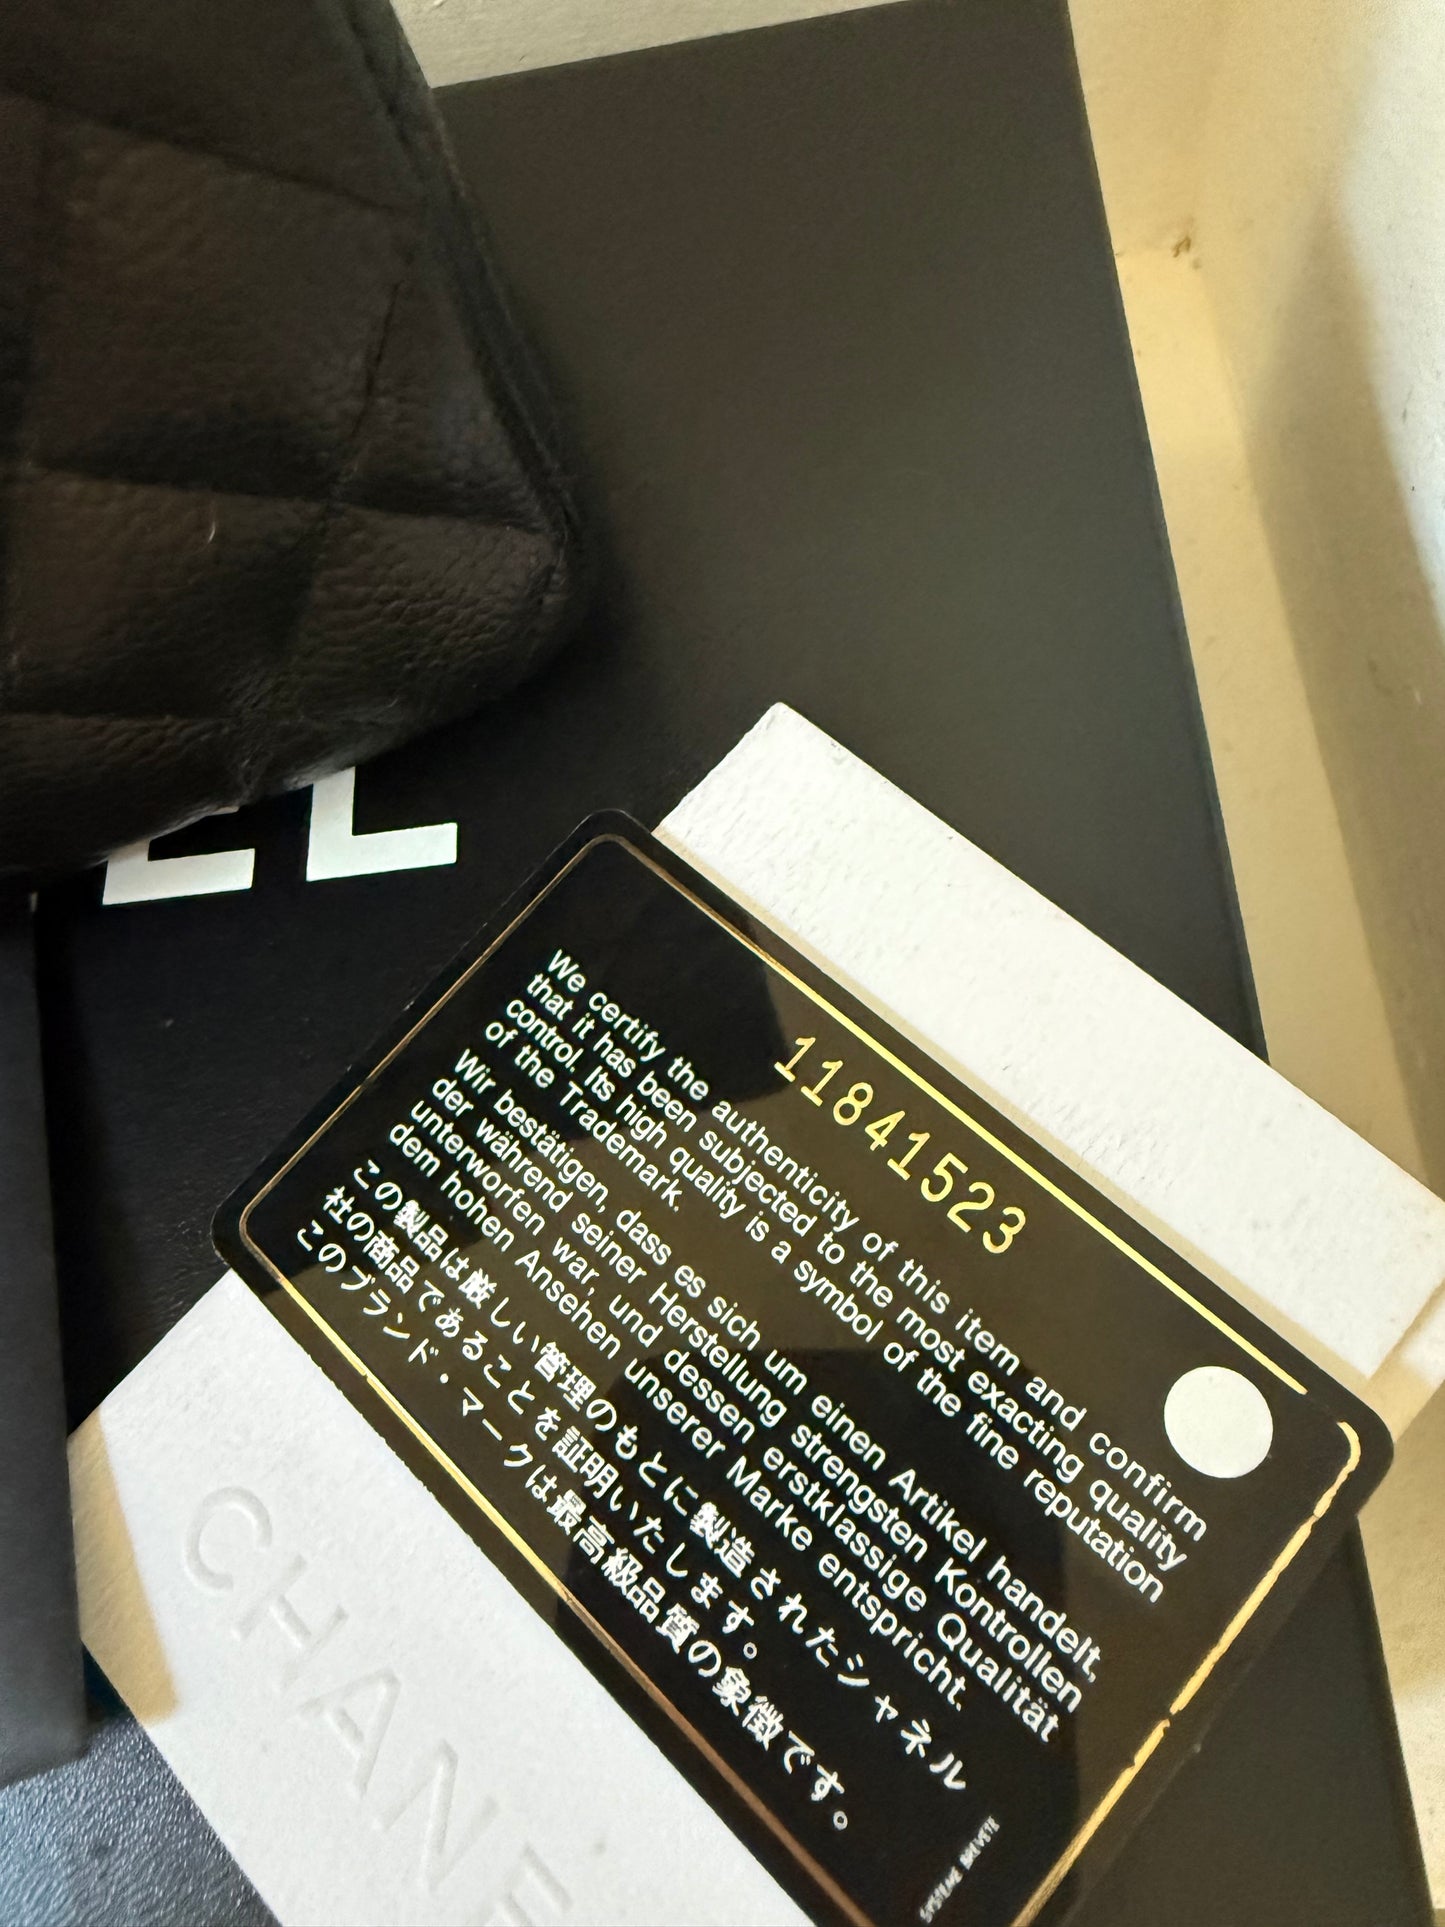 EL
11841523
We certify the authenticity of this item and confirm
that it has been subjected to the most exacting quality
control. Its high quality is a symbol of the fine reputation
of the Trademark.
Wir bestätigen, dass es sich um einen Artikel handelt,
der während seiner Herstellung strengsten Kontrollen
unterworfen war, und dessen erstklassige Qualität
dem hohen Ansehen unserer Marke entspricht.
この製品は厳しい管理のもとに製造されたシャネル
社の商品であることを証明いたします。
このブランド・マークは最高級品質の象徴です。
SYSTEME BREVETE
CHANE